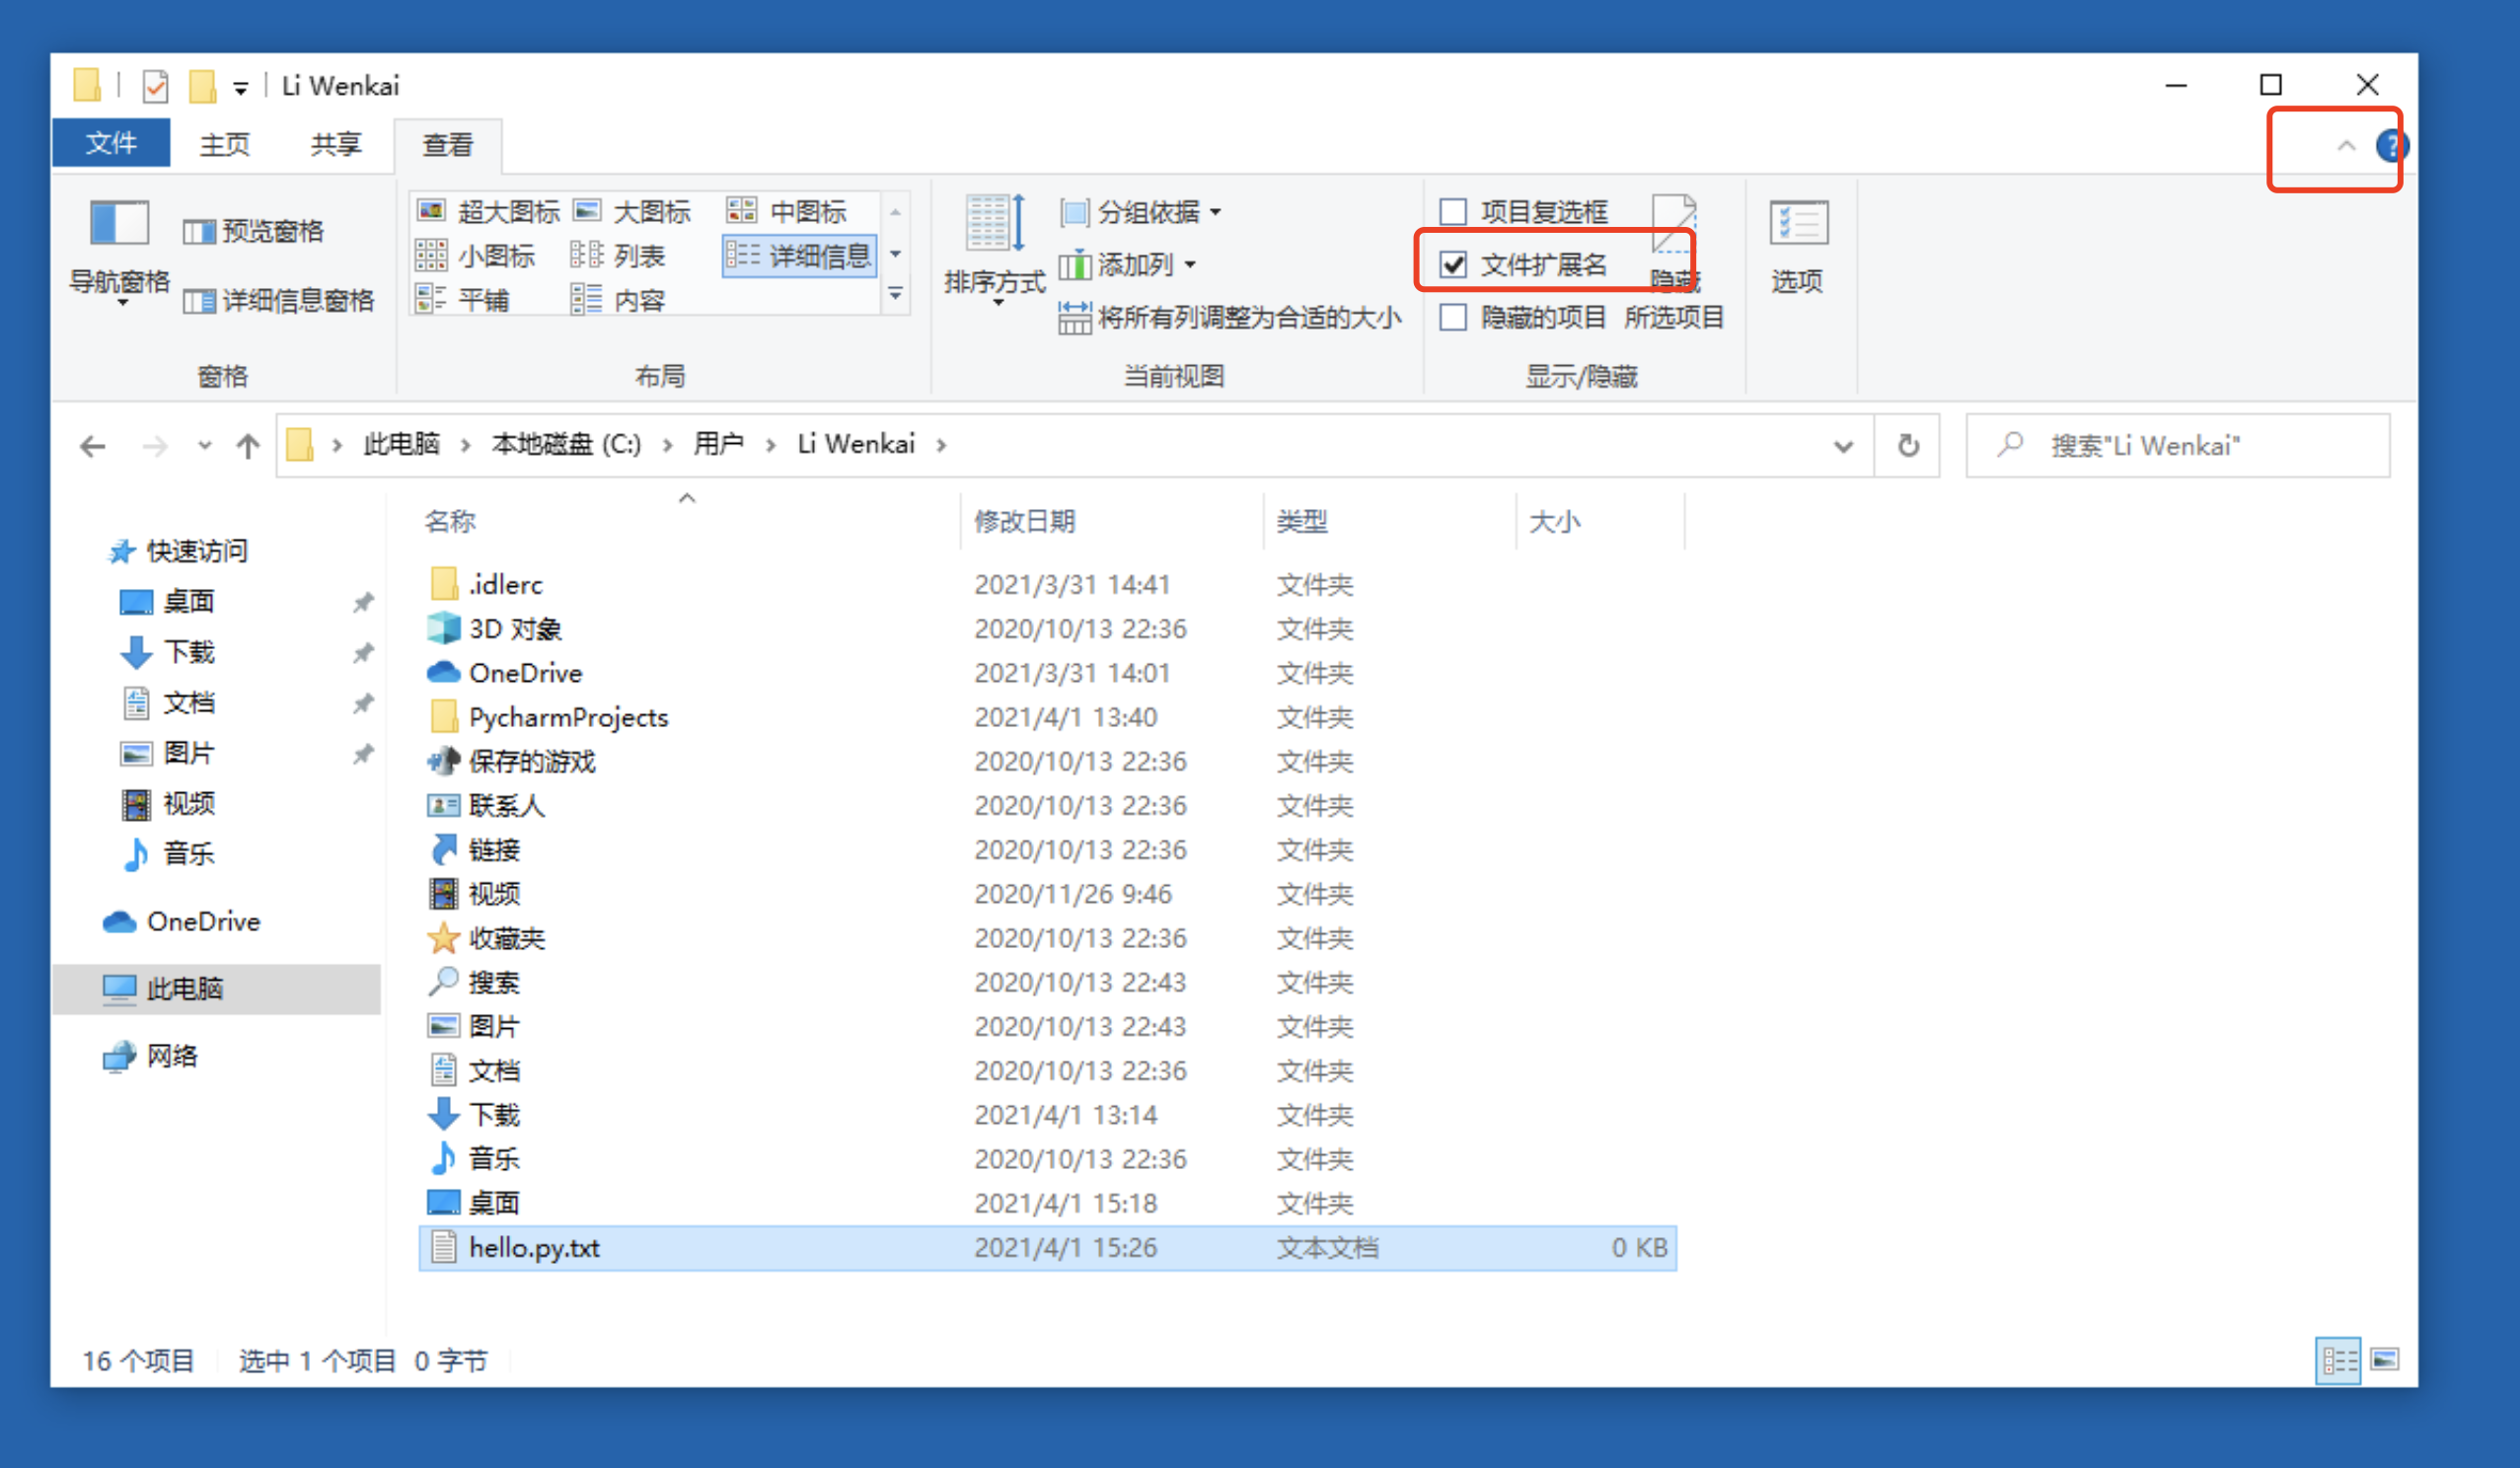 Li Wenkai
文件 主页 共享 查看
导航窗格
预览窗格
详细信息窗格
窗格
超大图标 大图标 中图标
小图标 列表 详细信息
平铺 内容
布局
排序方式
分组依据
添加列
将所有列调整为合适的大小
当前视图
项目复选框
文件扩展名
隐藏的项目
隐藏
所选项目
显示/隐藏
选项
此电脑 本地磁盘 (C:) 用户 Li Wenkai
搜索"Li Wenkai"
快速访问
桌面
下载
文档
图片
视频
音乐
OneDrive
此电脑
网络
名称 修改日期 类型 大小
.idlerc 2021/3/31 14:41 文件夹
3D 对象 2020/10/13 22:36 文件夹
OneDrive 2021/3/31 14:01 文件夹
PycharmProjects 2021/4/1 13:40 文件夹
保存的游戏 2020/10/13 22:36 文件夹
联系人 2020/10/13 22:36 文件夹
链接 2020/10/13 22:36 文件夹
视频 2020/11/26 9:46 文件夹
收藏夹 2020/10/13 22:36 文件夹
搜索 2020/10/13 22:43 文件夹
图片 2020/10/13 22:43 文件夹
文档 2020/10/13 22:36 文件夹
下载 2021/4/1 13:14 文件夹
音乐 2020/10/13 22:36 文件夹
桌面 2021/4/1 15:18 文件夹
hello.py.txt 2021/4/1 15:26 文本文档 0 KB
16 个项目 选中 1 个项目 0 字节